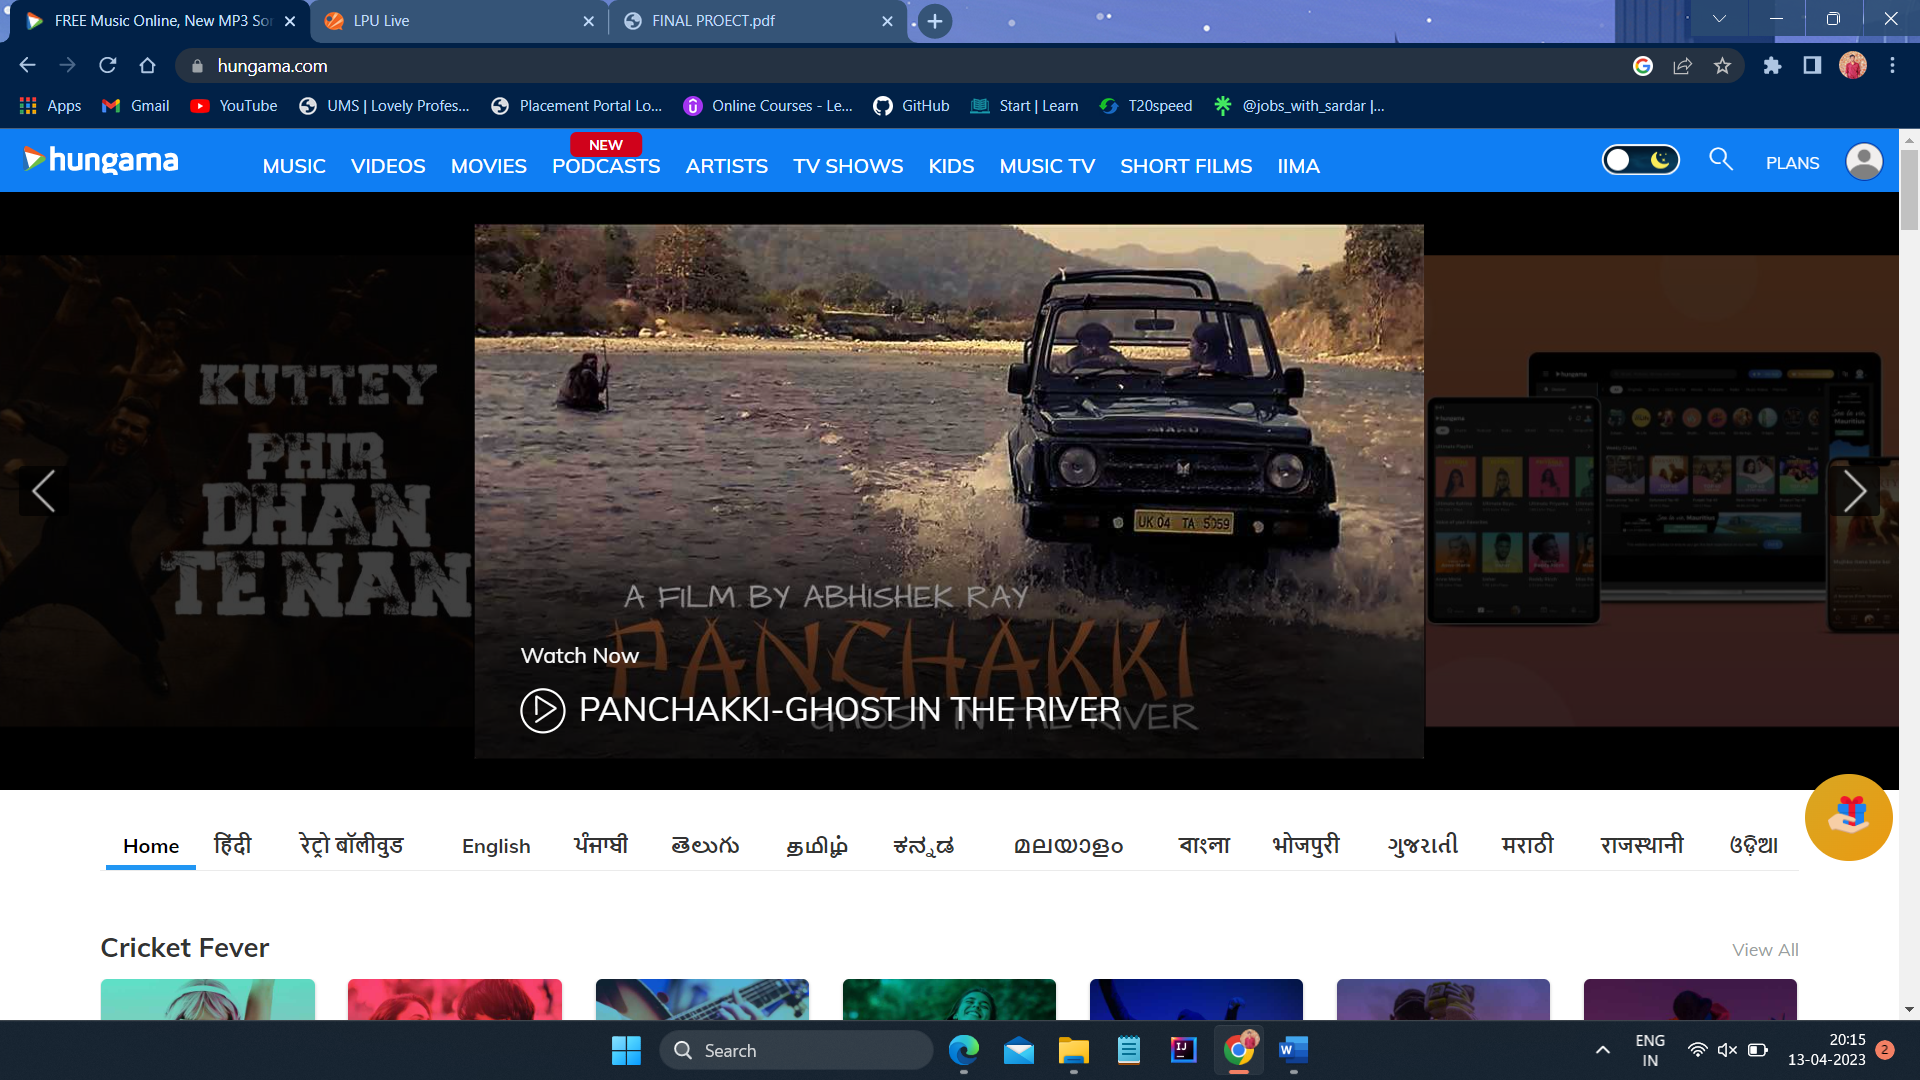 FREE Music Online, New MP3 So
LPU Live
FINAL PROECT.pdf
hungama.com
Apps
Gmail
YouTube
UMS | Lovely Profes...
Placement Portal Lo...
Online Courses - Le...
GitHub
Start | Learn
T20speed
@jobs_with_sardar |...
hungama
MUSIC
VIDEOS
MOVIES
NEW
PODCASTS
ARTISTS
TV SHOWS
KIDS
MUSIC TV
SHORT FILMS
IIMA
PLANS
KUTTEY
PHIR
DHAN
TE NAN
UK 04 TA 5059
A FILM BY ABHISHEK RAY
PANCHAKKI
GHOST IN THE RIVER
Watch Now
PANCHAKKI-GHOST IN THE RIVER
hungama
Home
हिंदी
रेट्रो बॉलीवुड
English
ਪੰਜਾਬੀ
తెలుగు
தமிழ்
ಕನ್ನಡ
മലയാളം
বাংলা
भोजपुरी
ગુજરાતી
मराठी
राजस्थानी
ଓଡ଼ିଆ
Cricket Fever
View All
Search
ENG
IN
20:15
13-04-2023
2